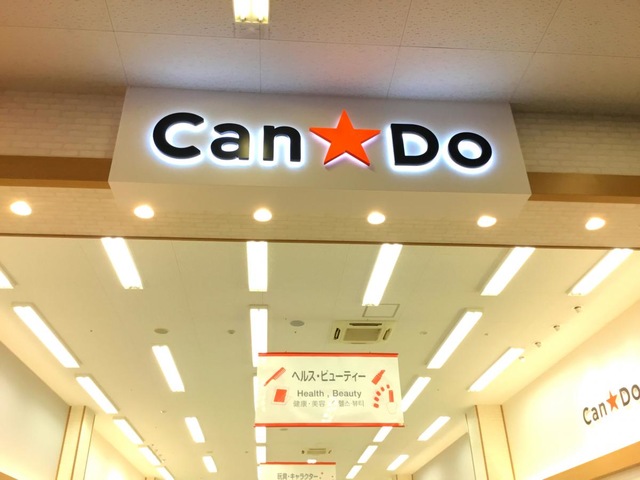 Can★Do
ヘルス・ビューティー
Health , Beauty
健康・美容 / 헬스 뷰티
Can★Do
玩具・キャラクター